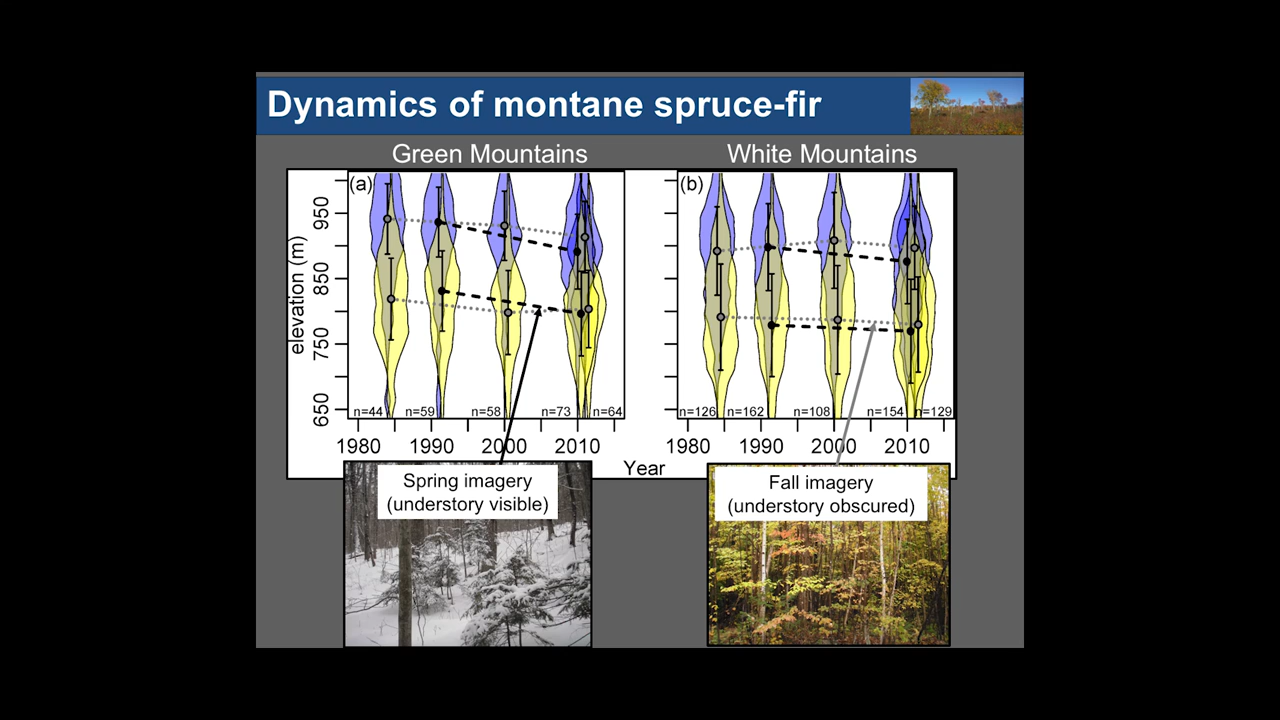 Dynamics of montane spruce-fir
Green Mountains
White Mountains
(a)
(b)
elevation (m)
950
850
750
650
n=44
n=59
n=58
n=73
n=64
n=126
n=162
n=108
n=154
n=129
1980
1990
2000
2010
1980
1990
2000
2010
Year
Spring imagery
(understory visible)
Fall imagery
(understory obscured)